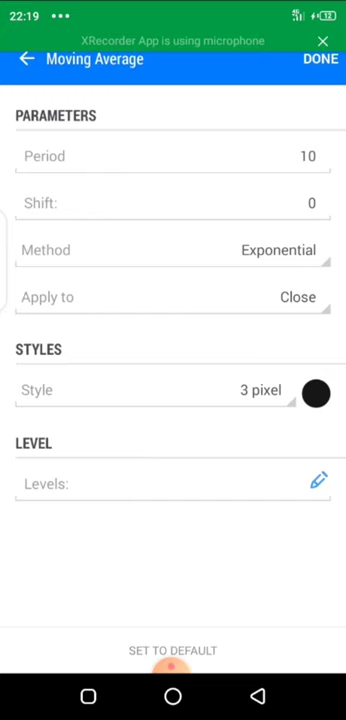 22:19
12
XRecorder App is using microphone
Moving Average
DONE
PARAMETERS
Period 10
Shift: 0
Method Exponential
Apply to Close
STYLES
Style 3 pixel
LEVEL
Levels:
SET TO DEFAULT